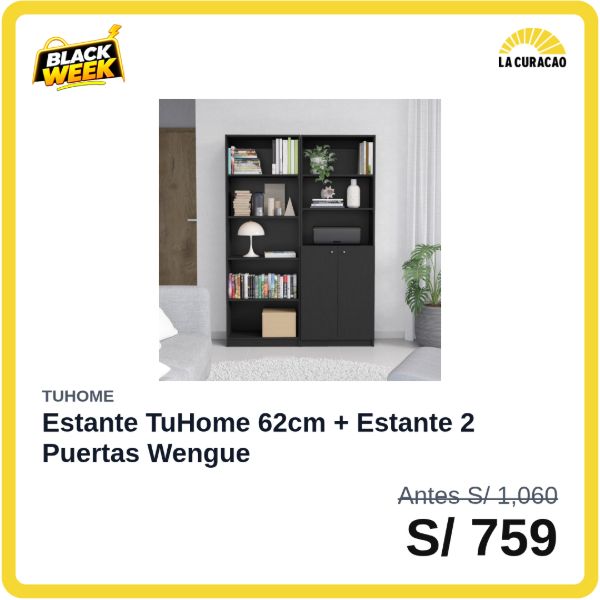 BLACK
WEEK
LA CURACAO
TUHOME
Estante TuHome 62cm + Estante 2
Puertas Wengue
Antes S/ 1,060
S/ 759